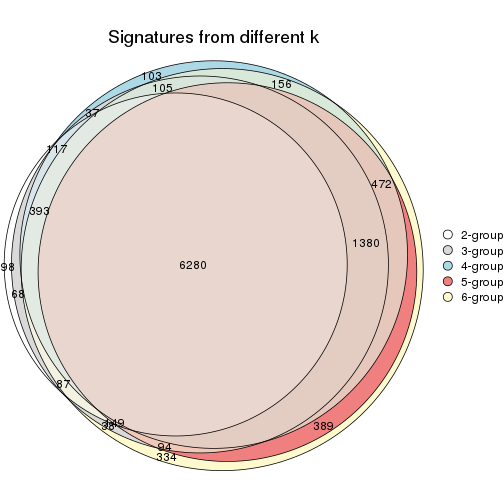 Signatures from different k
103
105
156
37
117
472
393
1380
6280
98
68
87
149
389
94
334
2-group
3-group
4-group
5-group
6-group